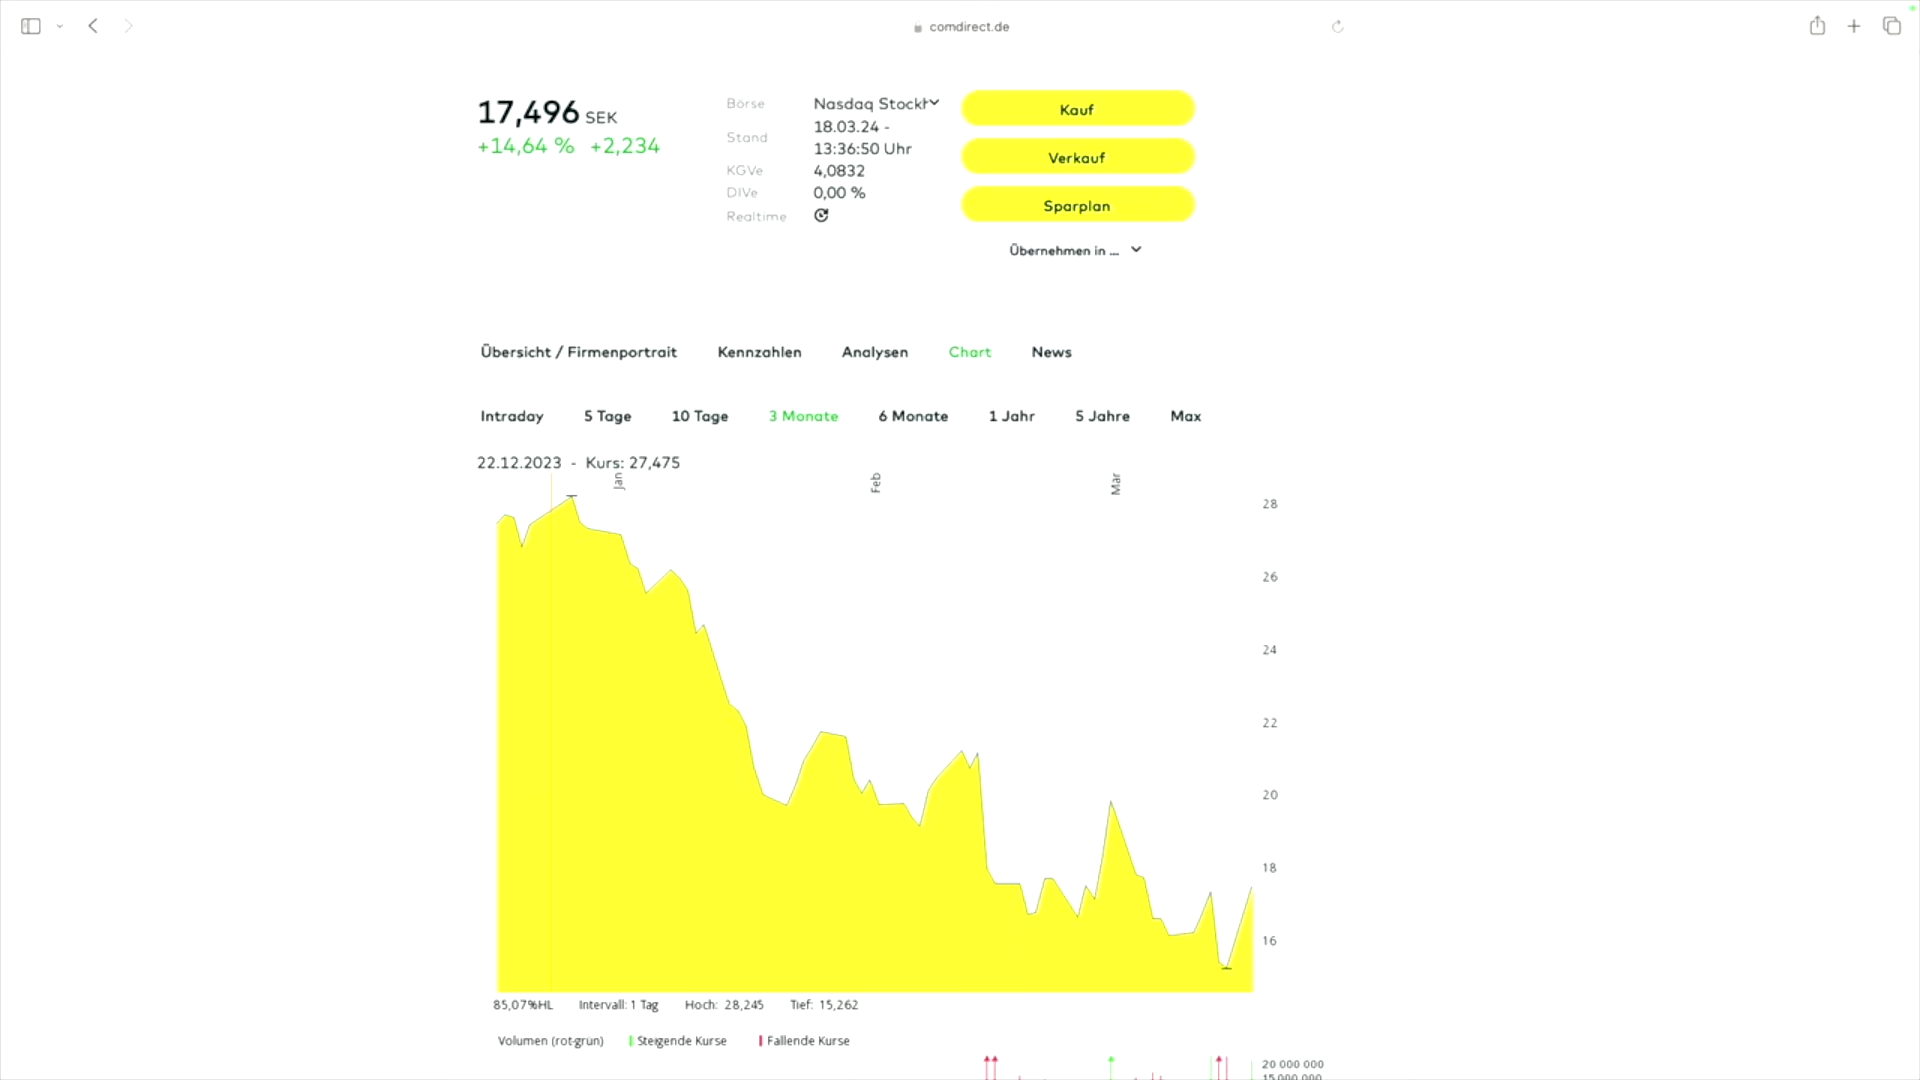 comdirect.de
17,496 SEK
+14,64 % +2,234
Börse Nasdaq Stockh
Stand 18.03.24 -
13:36:50 Uhr
KGVe 4,0832
DIVe 0,00 %
Realtime
Kauf
Verkauf
Sparplan
Übernehmen in ...
Übersicht / Firmenportrait Kennzahlen Analysen Chart News
Intraday 5 Tage 10 Tage 3 Monate 6 Monate 1 Jahr 5 Jahre Max
22.12.2023 - Kurs: 27,475
Jan Feb Mar
28
26
24
22
20
18
16
85,07%HL Intervall: 1 Tag Hoch: 28,245 Tief: 15,262
Volumen (rot-grün) Steigende Kurse Fallende Kurse
20 000 000
15 000 000